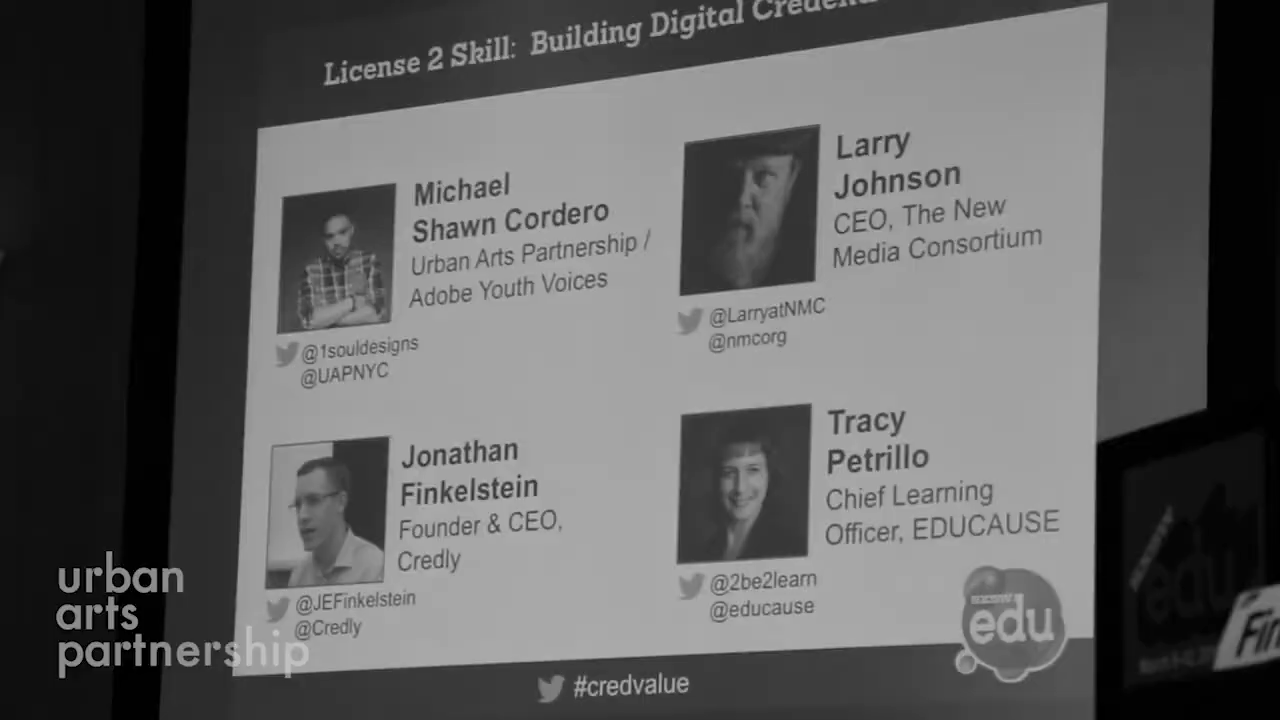 License 2 Skill: Building Digital
Michael
Shawn Cordero
Urban Arts Partnership /
Adobe Youth Voices
@1souldesigns
@UAPNYC
Larry
Johnson
CEO, The New
Media Consortium
@LarryatNMC
@nmcorg
Jonathan
Finkelstein
Founder & CEO,
Credly
@JEFinkelstein
@Credly
Tracy
Petrillo
Chief Learning
Officer, EDUCAUSE
@2be2learn
@educause
edu
#credvalue
urban
arts
partnership
edu